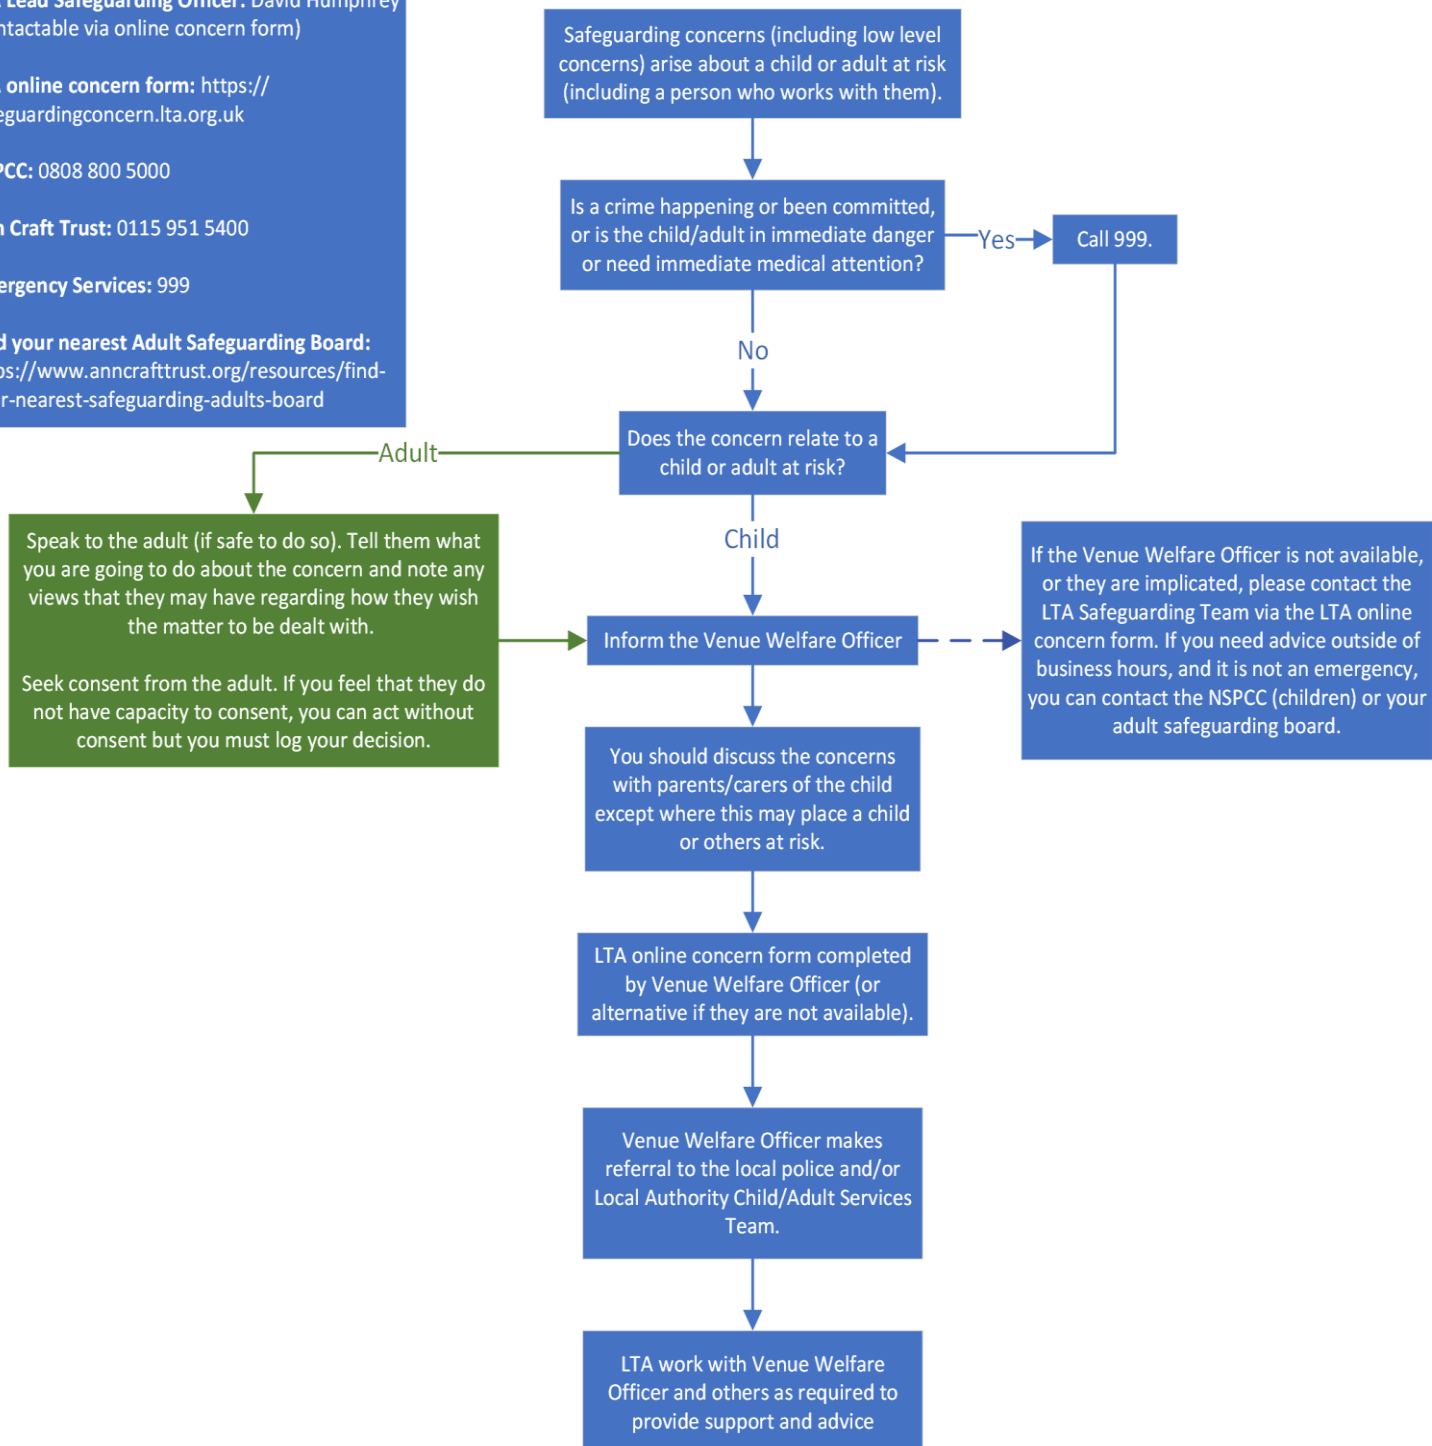 Lead Safeguarding Officer: David Humphrey
ntactable via online concern form)
online concern form: https://
eguardingconcern.lta.org.uk
PCC: 0808 800 5000
n Craft Trust: 0115 951 5400
ergency Services: 999
d your nearest Adult Safeguarding Board:
ps://www.anncrafttrust.org/resources/find-
r-nearest-safeguarding-adults-board
Safeguarding concerns (including low level
concerns) arise about a child or adult at risk
(including a person who works with them).
Is a crime happening or been committed,
or is the child/adult in immediate danger
or need immediate medical attention?
Yes
Call 999.
No
Does the concern relate to a
child or adult at risk?
Adult
Child
Speak to the adult (if safe to do so). Tell them what
you are going to do about the concern and note any
views that they may have regarding how they wish
the matter to be dealt with.
Seek consent from the adult. If you feel that they do
not have capacity to consent, you can act without
consent but you must log your decision.
Inform the Venue Welfare Officer
If the Venue Welfare Officer is not available,
or they are implicated, please contact the
LTA Safeguarding Team via the LTA online
concern form. If you need advice outside of
business hours, and it is not an emergency,
you can contact the NSPCC (children) or your
adult safeguarding board.
You should discuss the concerns
with parents/carers of the child
except where this may place a child
or others at risk.
LTA online concern form completed
by Venue Welfare Officer (or
alternative if they are not available).
Venue Welfare Officer makes
referral to the local police and/or
Local Authority Child/Adult Services
Team.
LTA work with Venue Welfare
Officer and others as required to
provide support and advice